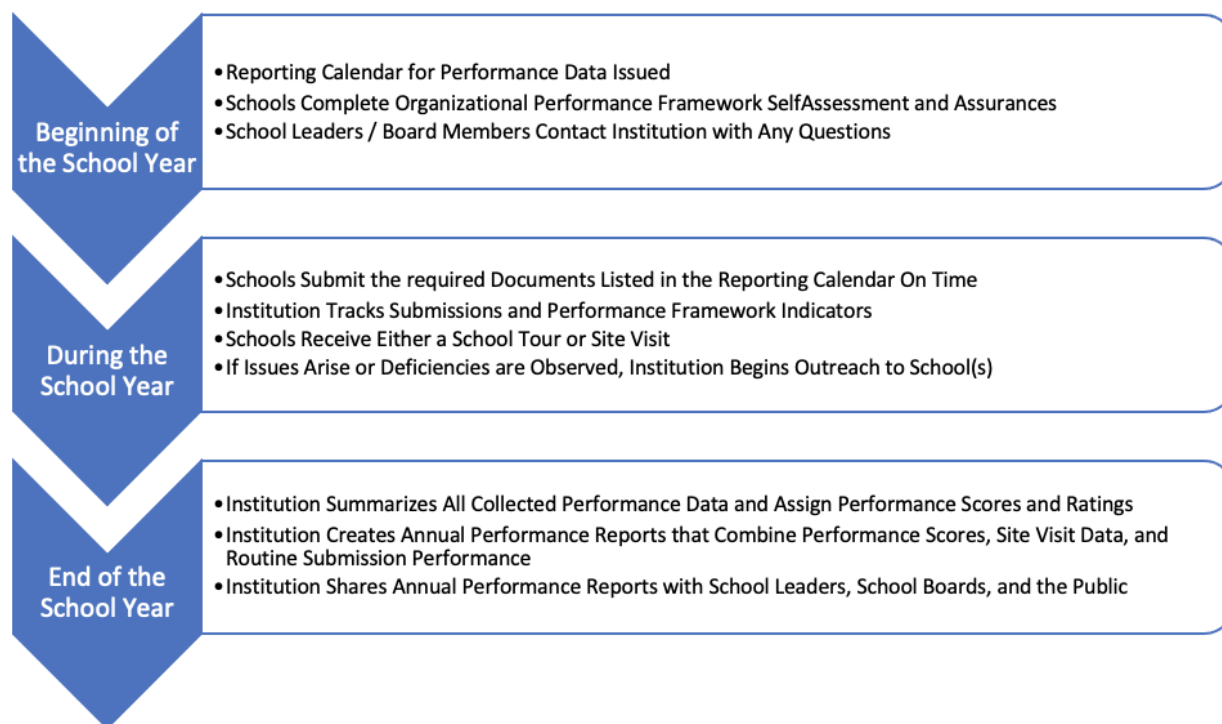 Beginning of
the School Year
•Reporting Calendar for Performance Data Issued
•Schools Complete Organizational Performance Framework SelfAssessment and Assurances
•School Leaders / Board Members Contact Institution with Any Questions
During the
School Year
•Schools Submit the required Documents Listed in the Reporting Calendar On Time
•Institution Tracks Submissions and Performance Framework Indicators
•Schools Receive Either a School Tour or Site Visit
•If Issues Arise or Deficiencies are Observed, Institution Begins Outreach to School(s)
End of the
School Year
•Institution Summarizes All Collected Performance Data and Assign Performance Scores and Ratings
•Institution Creates Annual Performance Reports that Combine Performance Scores, Site Visit Data, and
Routine Submission Performance
•Institution Shares Annual Performance Reports with School Leaders, School Boards, and the Public